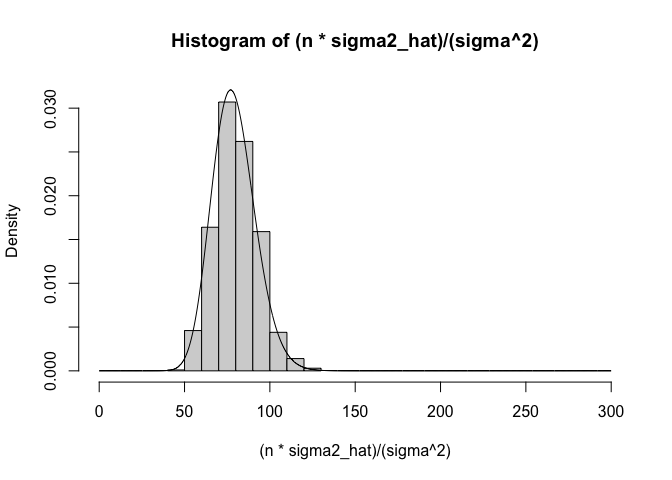 Histogram of (n * sigma2_hat)/(sigma^2)
Density
0.030
0.020
0.010
0.000
0 50 100 150 200 250 300
(n * sigma2_hat)/(sigma^2)